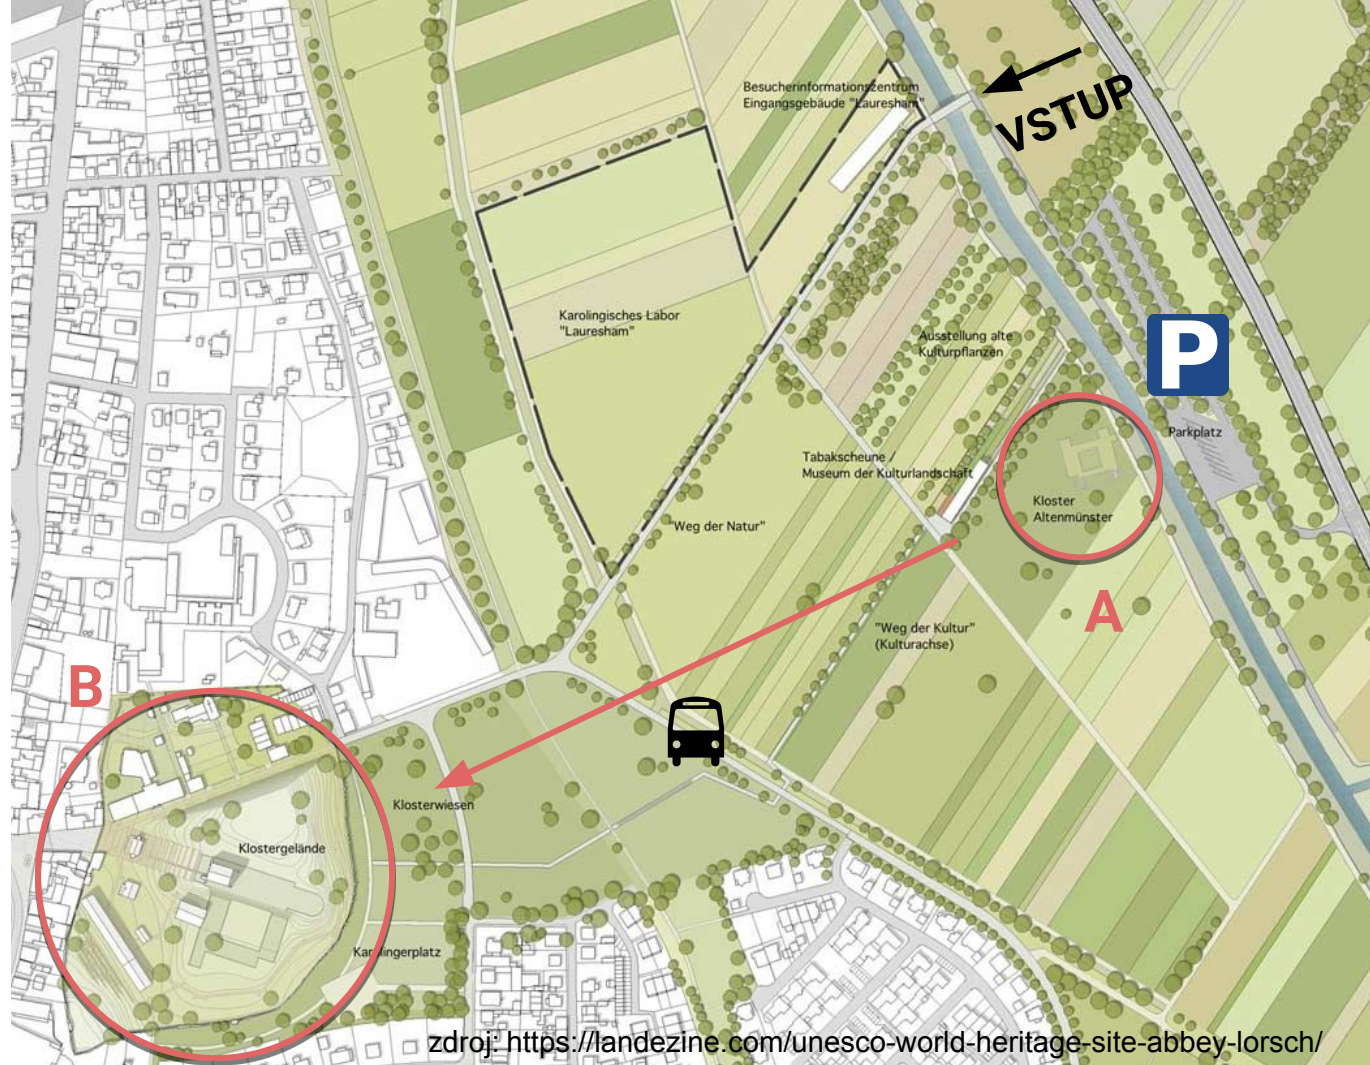 Besucherinformationszentrum
Eingangsgebäude "Lauresham"
VSTUP
Karolingisches Labor
"Lauresham"
Ausstellung alte
Kulturpflanzen
P
Parkplatz
Tabakscheune /
Museum der Kulturlandschaft
Kloster
Altenmünster
"Weg der Natur"
A
"Weg der Kultur"
(Kulturachse)
B
Klosterwiesen
Klostergelände
Karolingerplatz
zdroj: https://landezine.com/unesco-world-heritage-site-abbey-lorsch/